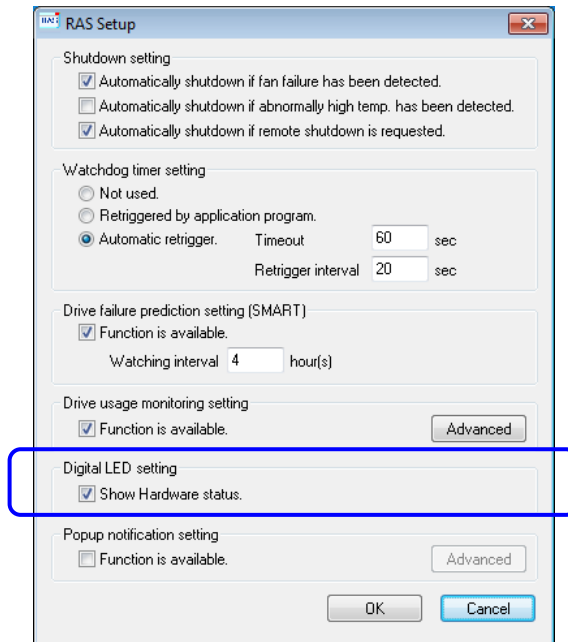 RAS Setup
Shutdown setting
Automatically shutdown if fan failure has been detected.
Automatically shutdown if abnormally high temp. has been detected.
Automatically shutdown if remote shutdown is requested.
Watchdog timer setting
Not used.
Retriggered by application program.
Automatic retrigger. Timeout 60 sec
Retrigger interval 20 sec
Drive failure prediction setting (SMART)
Function is available.
Watching interval 4 hour(s)
Drive usage monitoring setting
Function is available. Advanced
Digital LED setting
Show Hardware status.
Popup notification setting
Function is available. Advanced
OK Cancel